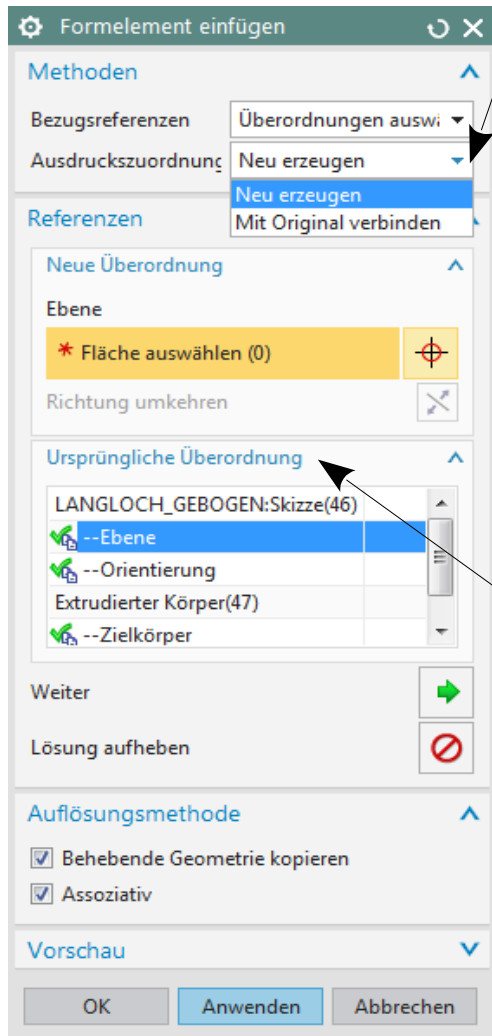 Formelement einfügen
Methoden
Bezugsreferenzen Überordnungen auswä
Ausdruckszuordnung Neu erzeugen
Neu erzeugen
Mit Original verbinden
Referenzen
Neue Überordnung
Ebene
* Fläche auswählen (0)
Richtung umkehren
Ursprüngliche Überordnung
LANGLOCH_GEBOGEN:Skizze(46)
--Ebene
--Orientierung
Extrudierter Körper(47)
--Zielkörper
Weiter
Lösung aufheben
Auflösungsmethode
Behebende Geometrie kopieren
Assoziativ
Vorschau
OK Anwenden Abbrechen